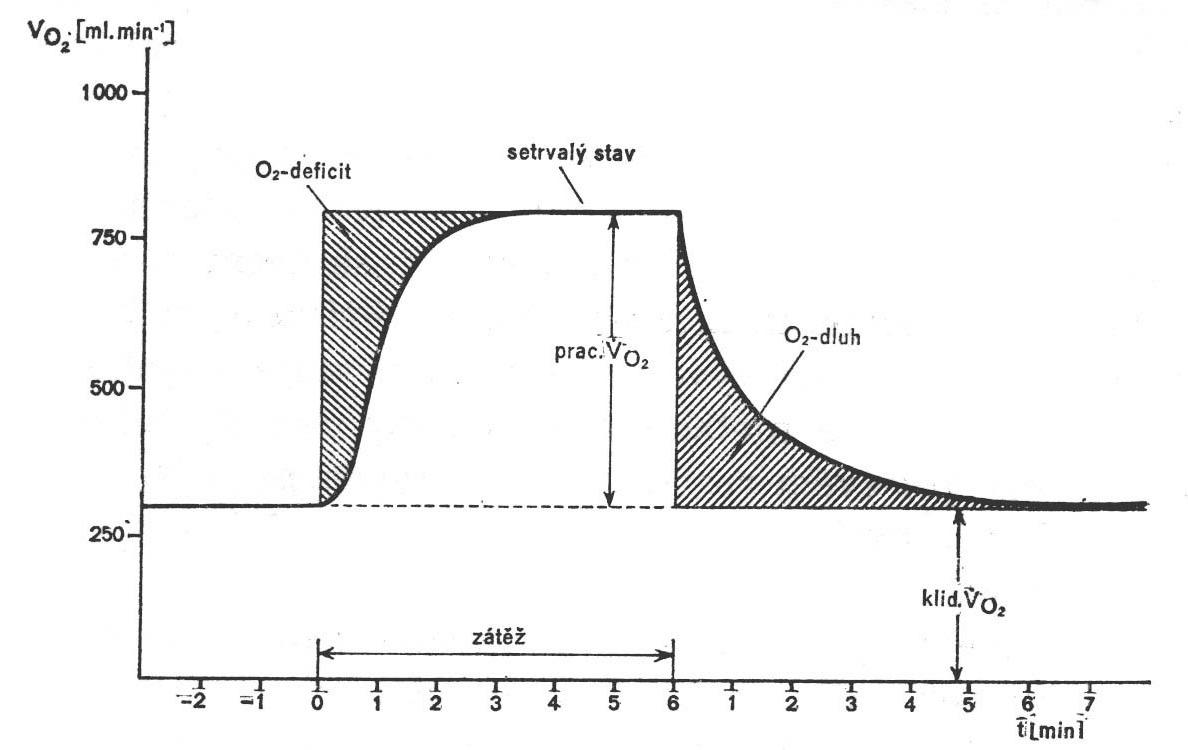 V̇O₂ [ml.min⁻¹]
1000
750
500
250
O₂-deficit
setrvalý stav
prac. V̇O₂
O₂-dluh
klid. V̇O₂
zátěž
-2 -1 0 1 2 3 4 5 6 1 2 3 4 5 6 7
t [min]